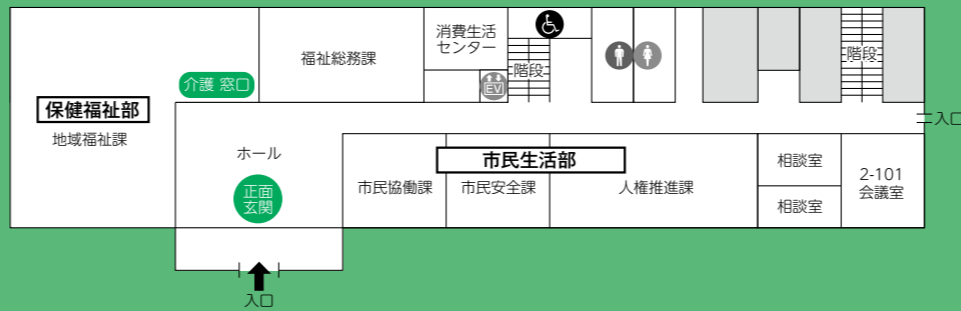 消費生活
センター
福祉総務課
階段
EV
階段
介護 窓口
保健福祉部
地域福祉課
入口
ホール
正面
玄関
市民生活部
市民協働課
市民安全課
人権推進課
相談室
相談室
2-101
会議室
入口